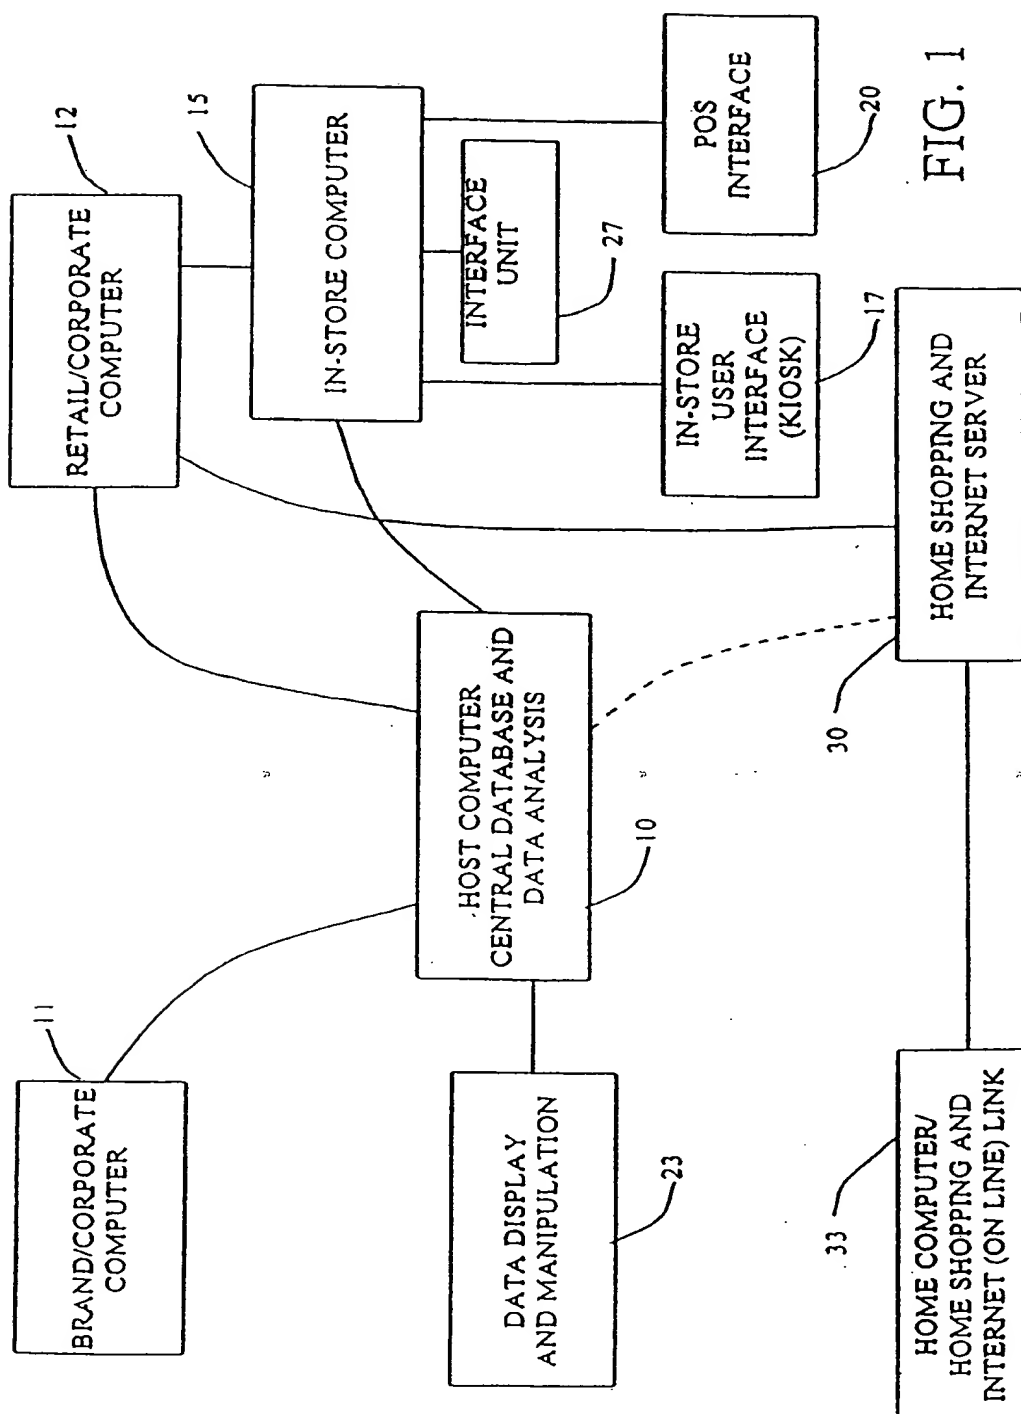 BRAND/CORPORATE
COMPUTER
11
RETAIL/CORPORATE
COMPUTER
12
IN-STORE COMPUTER
15
HOST COMPUTER
CENTRAL DATABASE AND
DATA ANALYSIS
10
DATA DISPLAY
AND MANIPULATION
23
INTERFACE
UNIT
27
IN-STORE
USER
INTERFACE
(KIOSK)
17
POS
INTERFACE
20
HOME COMPUTER/
HOME SHOPPING AND
INTERNET (ON LINE) LINK
33
HOME SHOPPING AND
INTERNET SERVER
30
FIG. 1